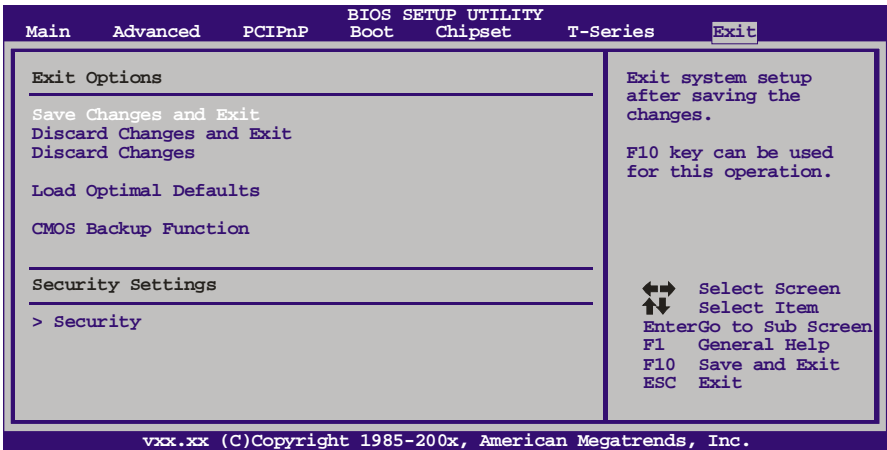 BIOS SETUP UTILITY
Main Advanced PCIPnP Boot Chipset T-Series Exit
Exit Options
Save Changes and Exit
Discard Changes and Exit
Discard Changes
Load Optimal Defaults
CMOS Backup Function
Security Settings
> Security
Exit system setup
after saving the
changes.
F10 key can be used
for this operation.
Select Screen
Select Item
EnterGo to Sub Screen
F1 General Help
F10 Save and Exit
ESC Exit
vxx.xx (C)Copyright 1985-200x, American Megatrends, Inc.